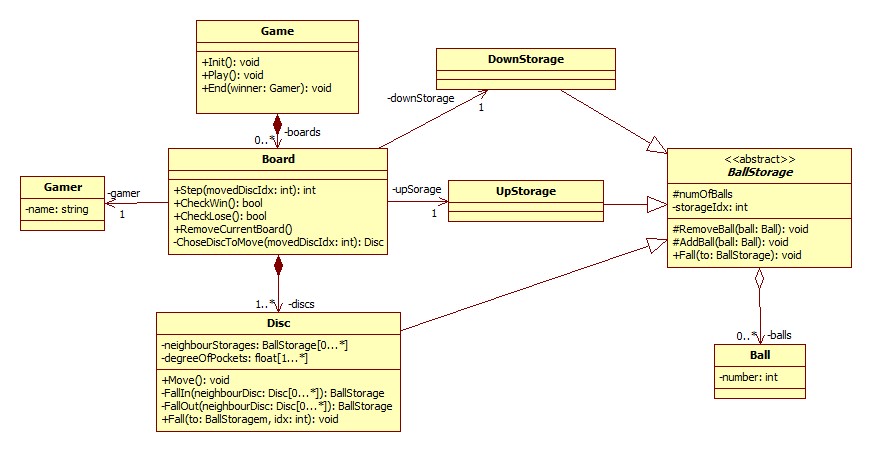 Game
+Init(): void
+Play(): void
+End(winner: Gamer): void
DownStorage
-downStorage
1
0..*
-boards
Board
+Step(movedDiscIdx: int): int
+CheckWin(): bool
+CheckLose(): bool
+RemoveCurrentBoard()
-ChoseDiscToMove(movedDiscIdx: int): Disc
Gamer
-name: string
-gamer
1
-upSorage
1
UpStorage
<<abstract>>
BallStorage
#numOfBalls
-storageIdx: int
#RemoveBall(ball: Ball): void
#AddBall(ball: Ball): void
+Fall(to: BallStorage): void
1..*
-discs
Disc
-neighbourStorages: BallStorage[0...*]
-degreeOfPockets: float[1...*]
+Move(): void
-FallIn(neighbourDisc: Disc[0...*]): BallStorage
-FallOut(neighbourDisc: Disc[0...*]): BallStorage
+Fall(to: BallStoragem, idx: int): void
0..*
-balls
Ball
-number: int